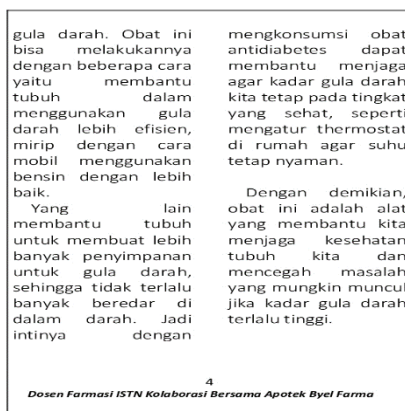 gula darah. Obat ini
bisa melakukannya
dengan beberapa cara
yaitu membantu
tubuh dalam
menggunakan gula
darah lebih efisien,
mirip dengan cara
mobil menggunakan
bensin dengan lebih
baik.
Yang lain
membantu tubuh
untuk membuat lebih
banyak penyimpanan
untuk gula darah,
sehingga tidak terlalu
banyak beredar di
dalam darah. Jadi
intinya dengan
mengkonsumsi obat
antidiabetes dapat
membantu menjaga
agar kadar gula darah
kita tetap pada tingkat
yang sehat, seperti
mengatur thermostat
di rumah agar suhu
tetap nyaman.
Dengan demikian,
obat ini adalah alat
yang membantu kita
menjaga kesehatan
tubuh kita dan
mencegah masalah
yang mungkin muncul
jika kadar gula darah
terlalu tinggi.
4
Dosen Farmasi ISTN Kolaborasi Bersama Apotek Byel Farma